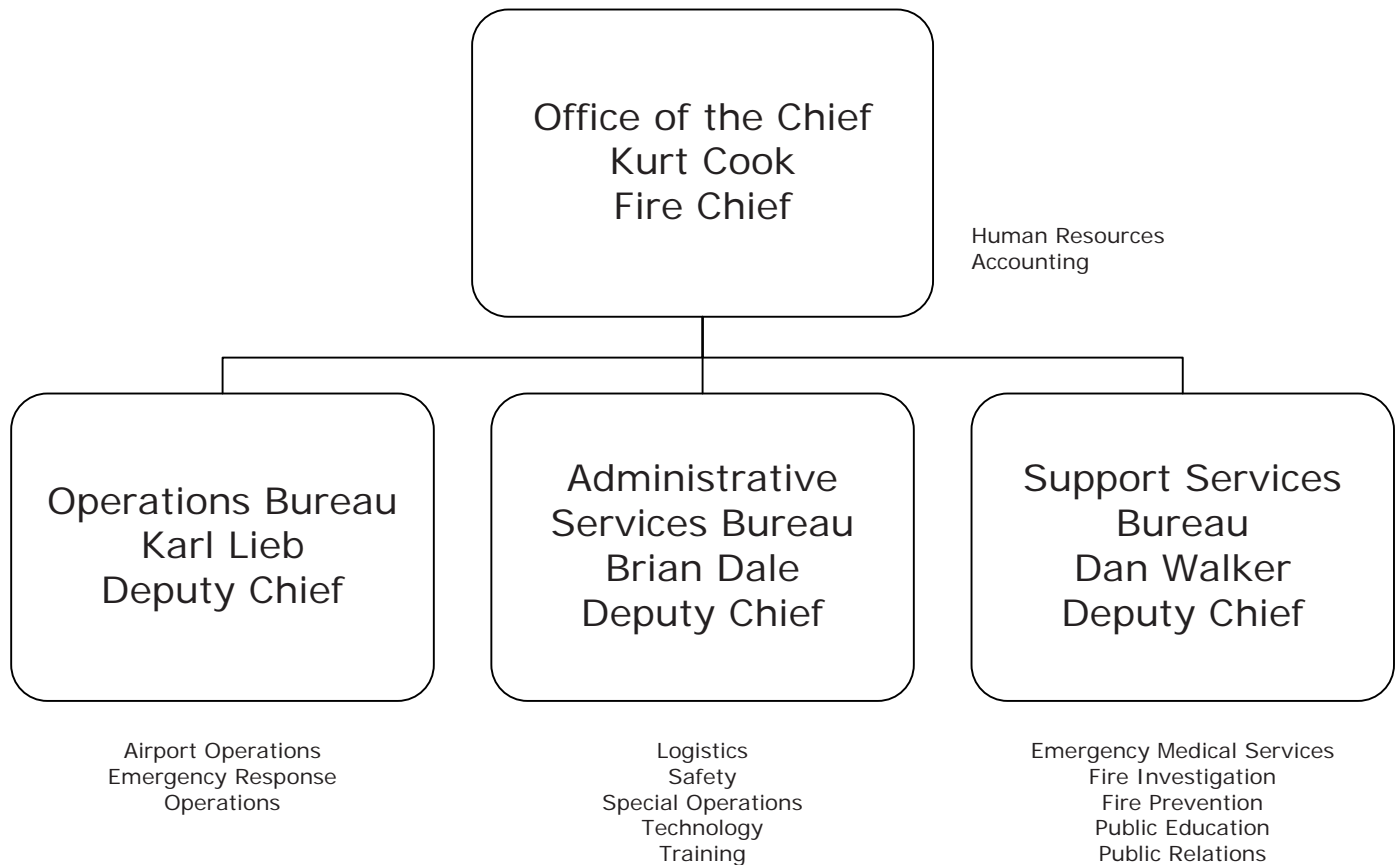 Office of the Chief
Kurt Cook
Fire Chief
Human Resources
Accounting
Operations Bureau
Karl Lieb
Deputy Chief
Administrative
Services Bureau
Brian Dale
Deputy Chief
Support Services
Bureau
Dan Walker
Deputy Chief
Airport Operations
Emergency Response
Operations
Logistics
Safety
Special Operations
Technology
Training
Emergency Medical Services
Fire Investigation
Fire Prevention
Public Education
Public Relations